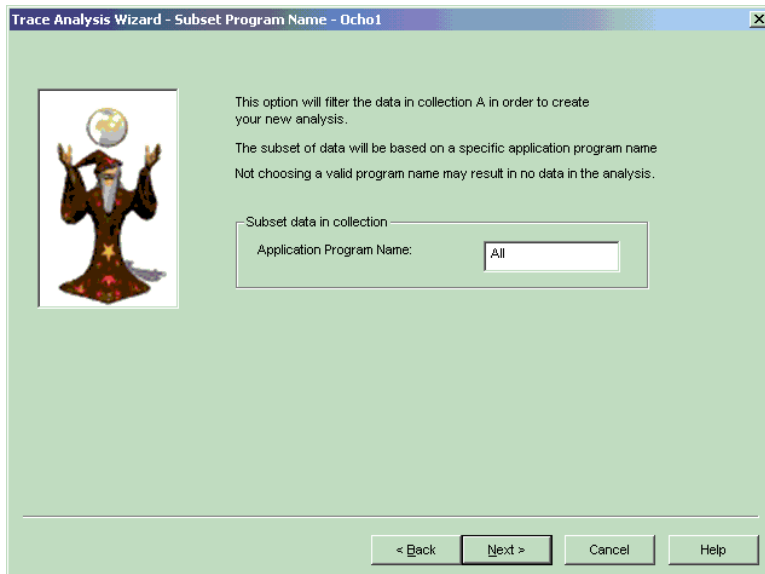 Trace Analysis Wizard - Subset Program Name - Ocho1
This option will filter the data in collection A in order to create
your new analysis.
The subset of data will be based on a specific application program name
Not choosing a valid program name may result in no data in the analysis.
Subset data in collection
Application Program Name:
All
< Back
Next >
Cancel
Help